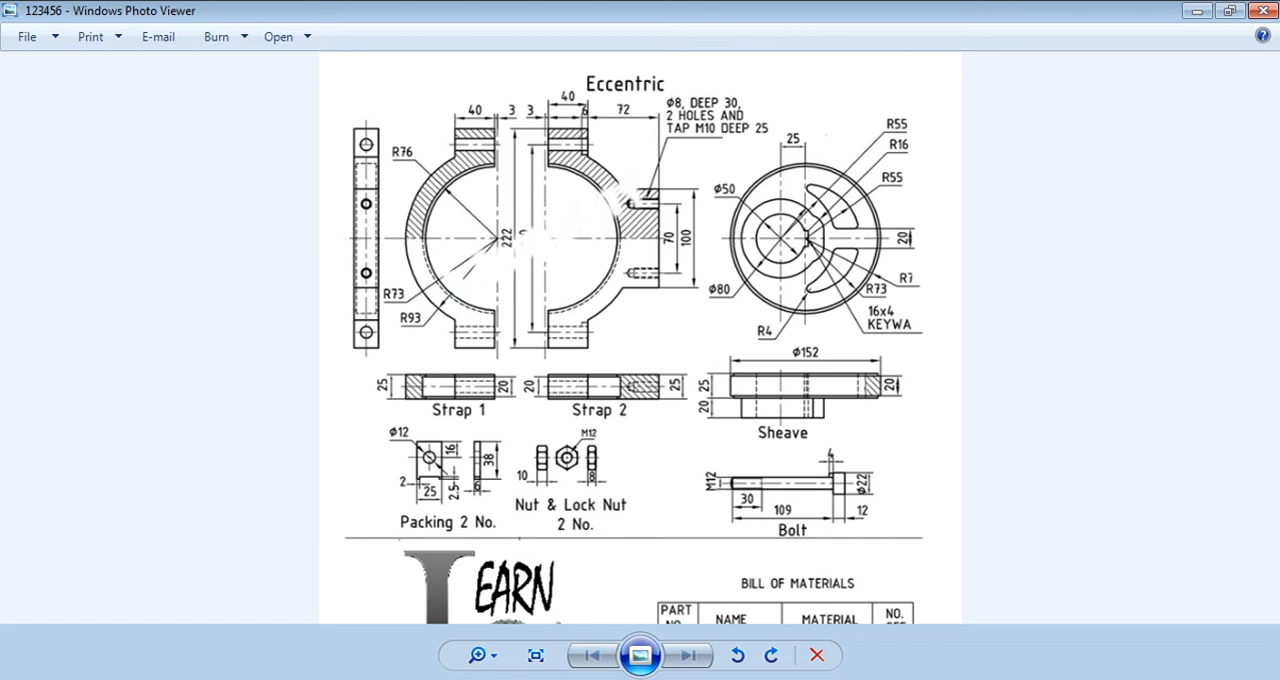 123456 - Windows Photo Viewer
File Print E-mail Burn Open
Eccentric
40 3 3 40 6 72
Ø8, DEEP 30,
2 HOLES AND
TAP M10 DEEP 25
R76
222
70
100
R73
R93
25
R55
R16
R55
Ø50
20
Ø80
R7
R73
16x4
KEYWA
R4
25 20
Strap 1
20 25
Strap 2
Ø152
25 20
20
Sheave
Ø12
16
38
2
25
2.5
6
Packing 2 No.
M12
10
8
Nut & Lock Nut
2 No.
4
M12
Ø22
30
109
12
Bolt
EARN
BILL OF MATERIALS
PART NAME MATERIAL NO.